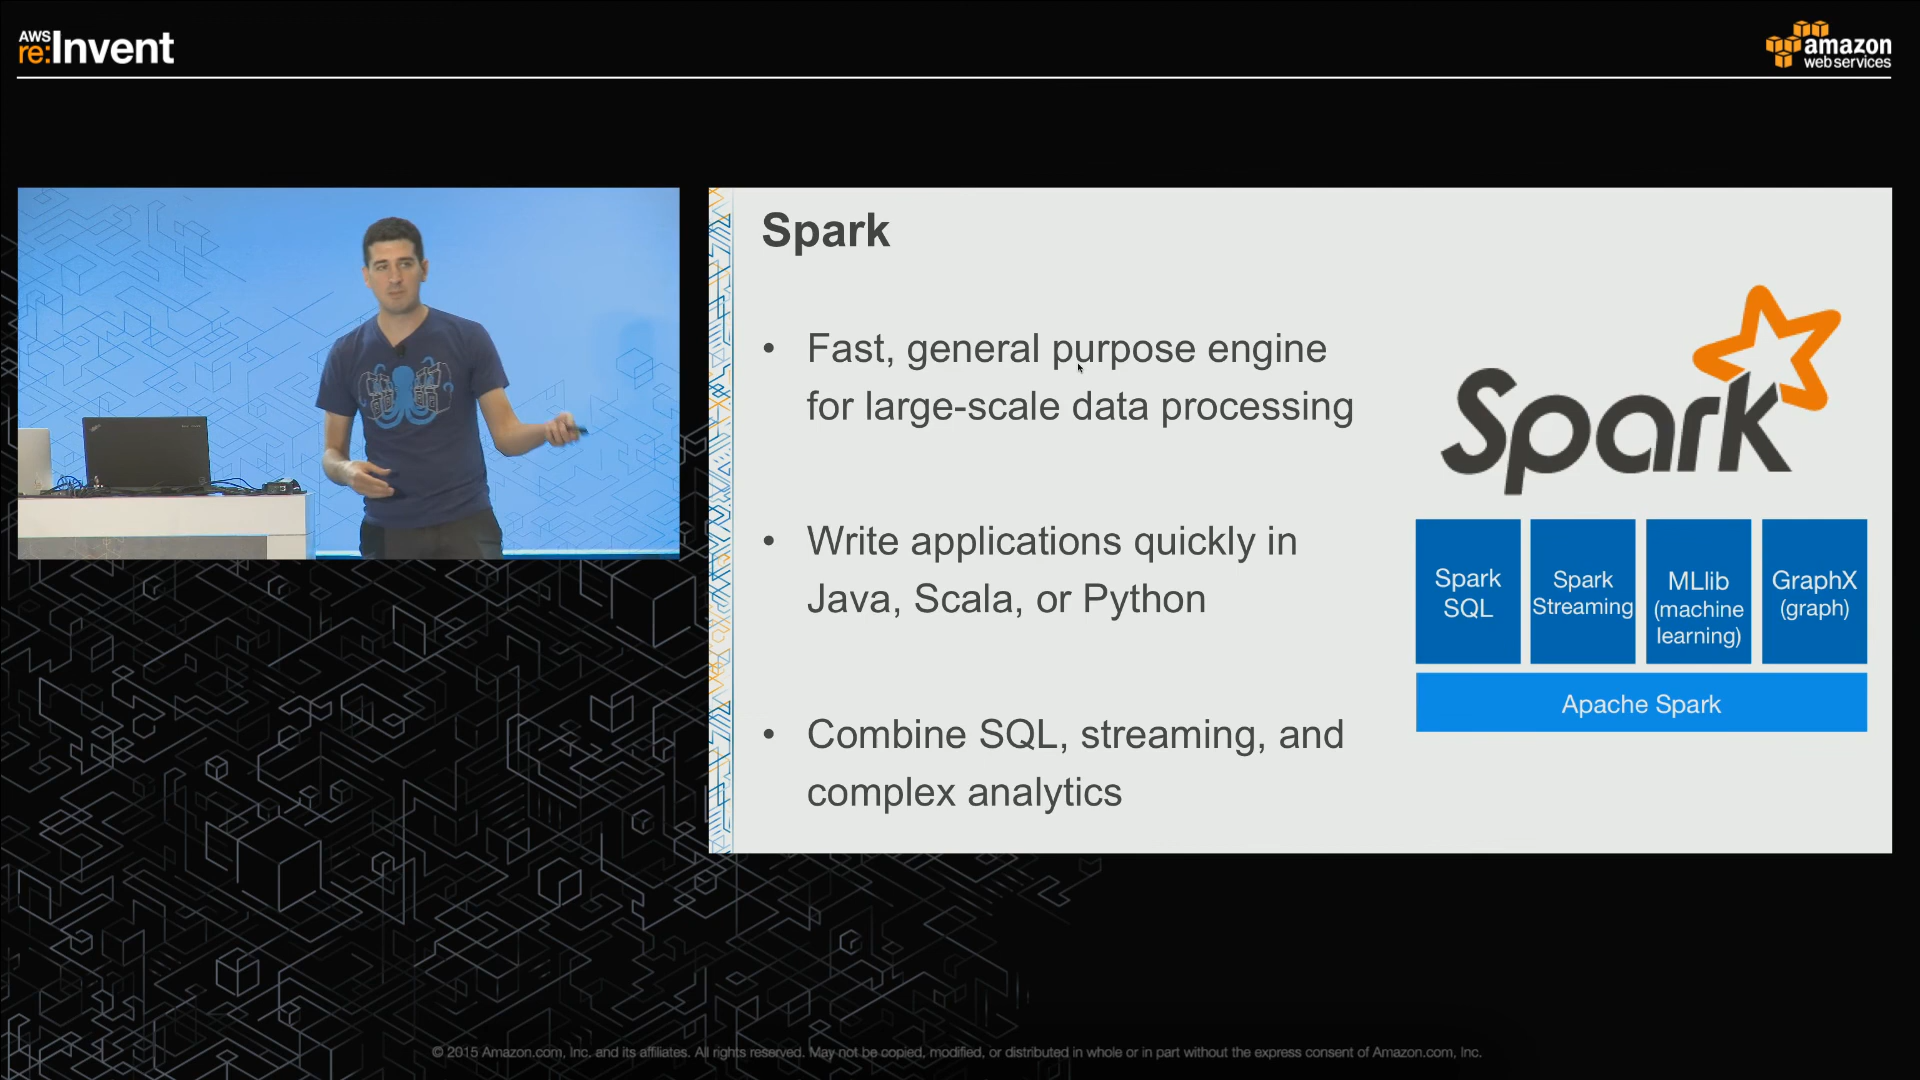 AWS
re:Invent
amazon
web services
Spark
• Fast, general purpose engine
for large-scale data processing
• Write applications quickly in
Java, Scala, or Python
• Combine SQL, streaming, and
complex analytics
Spark
Spark
SQL
Spark
Streaming
MLlib
(machine
learning)
GraphX
(graph)
Apache Spark
© 2015 Amazon.com, Inc. and its affiliates. All rights reserved. May not be copied, modified, or distributed in whole or in part without the express consent of Amazon.com, Inc.